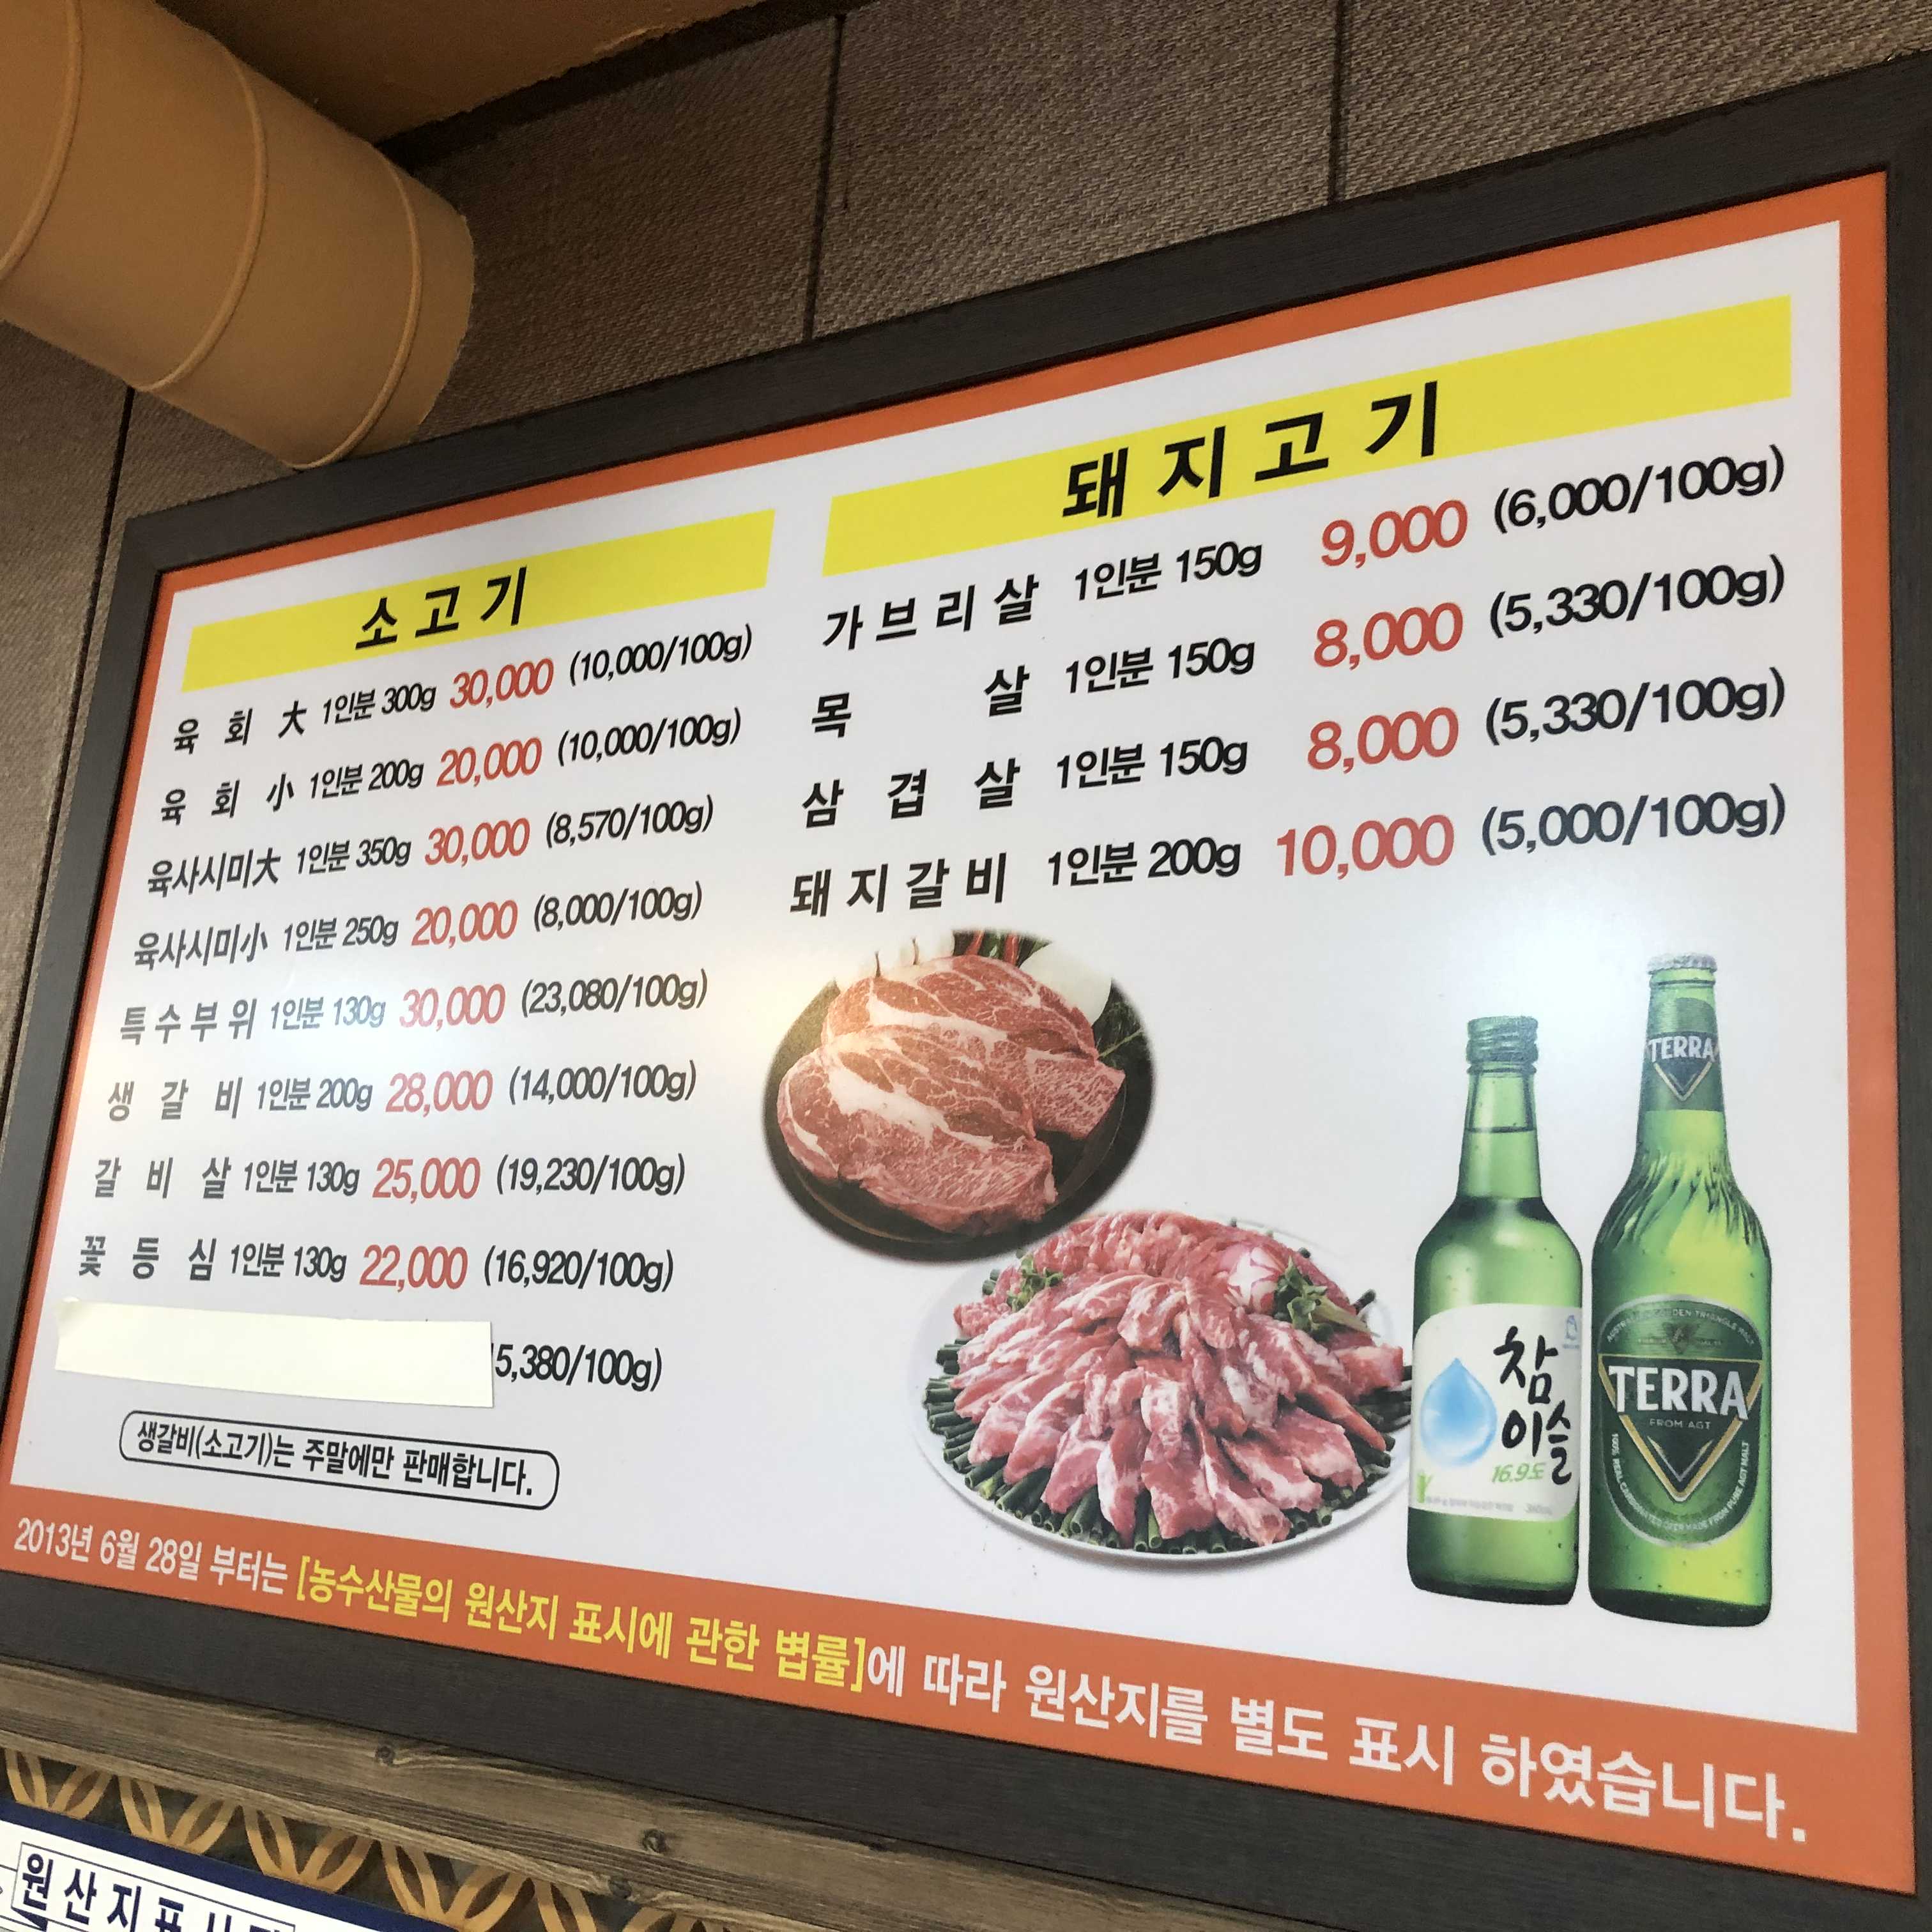 소고기
육 회 大 1인분 300g 30,000 (10,000/100g)
육 회 小 1인분 200g 20,000 (10,000/100g)
육사시미大 1인분 350g 30,000 (8,570/100g)
육사시미小 1인분 250g 20,000 (8,000/100g)
특수부위 1인분 130g 30,000 (23,080/100g)
생 갈 비 1인분 200g 28,000 (14,000/100g)
갈 비 살 1인분 130g 25,000 (19,230/100g)
꽃 등 심 1인분 130g 22,000 (16,920/100g)
5,380/100g)
생갈비(소고기)는 주말에만 판매합니다.
돼지고기
가브리살 1인분 150g 9,000 (6,000/100g)
목 살 1인분 150g 8,000 (5,330/100g)
삼 겹 살 1인분 150g 8,000 (5,330/100g)
돼지갈비 1인분 200g 10,000 (5,000/100g)
참
이슬
16.9도
TERRA
TERRA
FROM AGT
2013년 6월 28일 부터는 [농수산물의 원산지 표시에 관한 볍률]에 따라 원산지를 별도 표시 하였습니다.
원산지표시